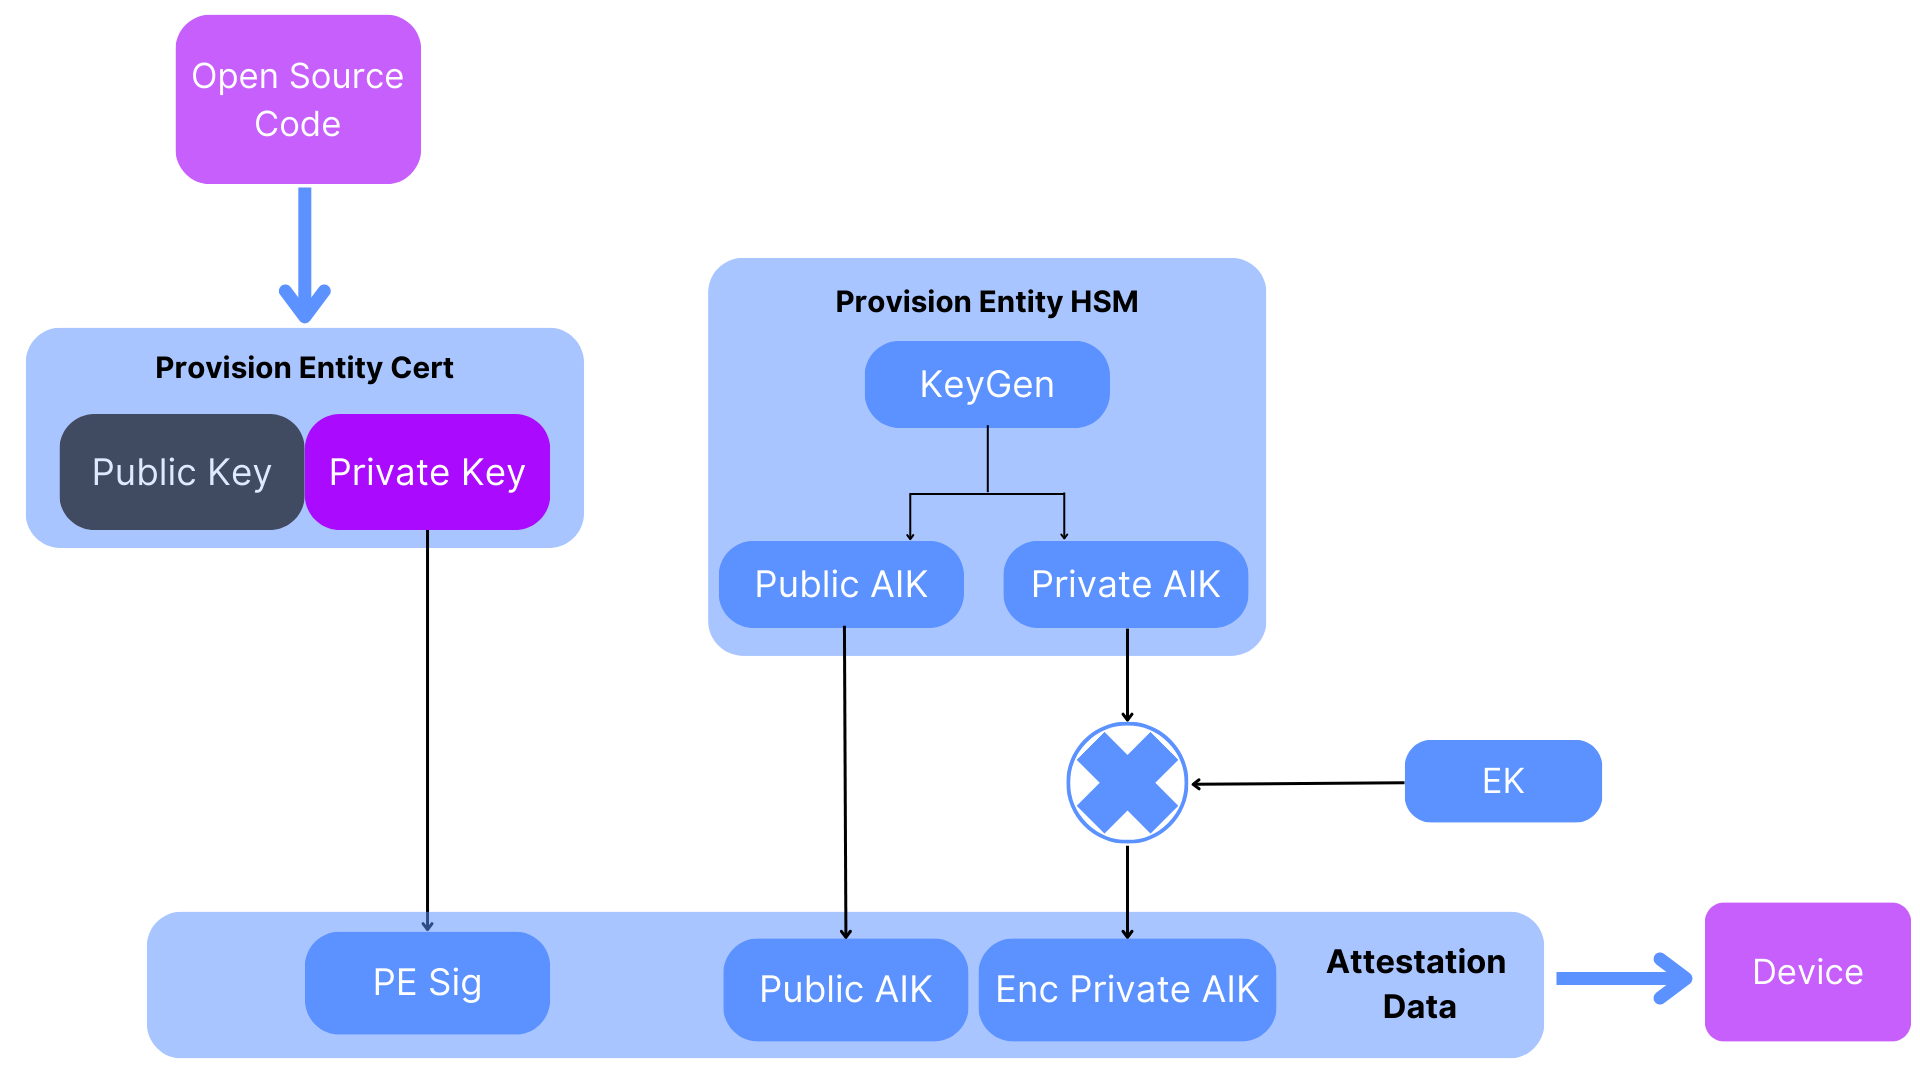 Open Source
Code
Provision Entity Cert
Public Key
Private Key
Provision Entity HSM
KeyGen
Public AIK
Private AIK
EK
PE Sig
Public AIK
Enc Private AIK
Attestation
Data
Device